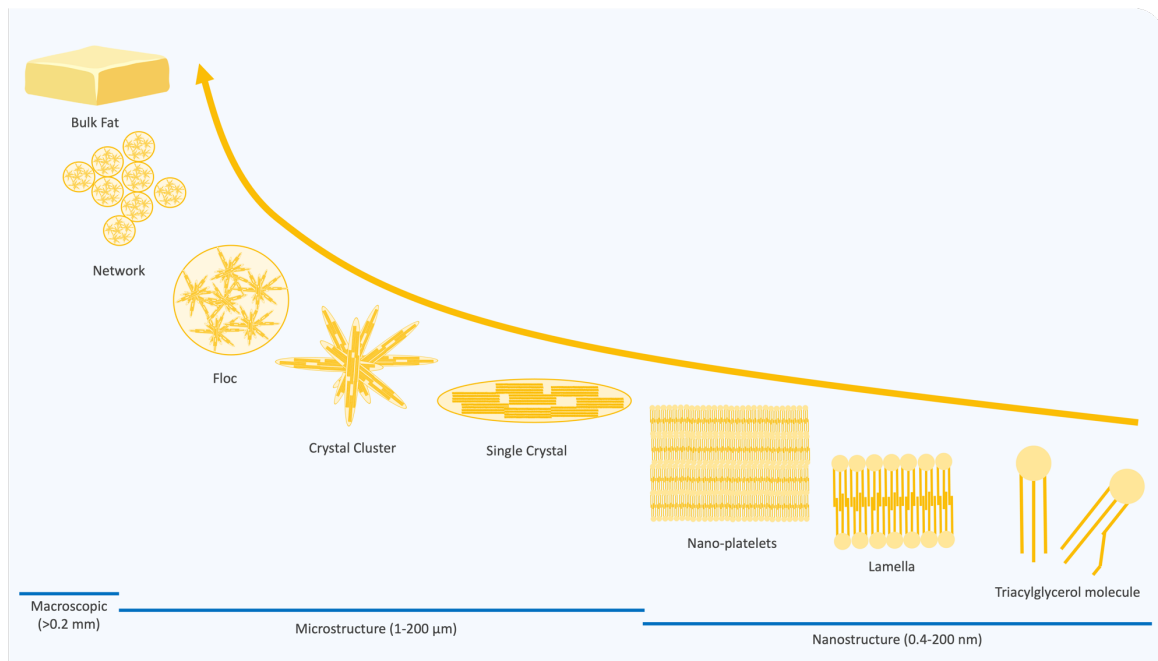 Bulk Fat
Network
Floc
Crystal Cluster
Single Crystal
Nano-platelets
Lamella
Triacylglycerol molecule
Macroscopic
(>0.2 mm)
Microstructure (1-200 µm)
Nanostructure (0.4-200 nm)